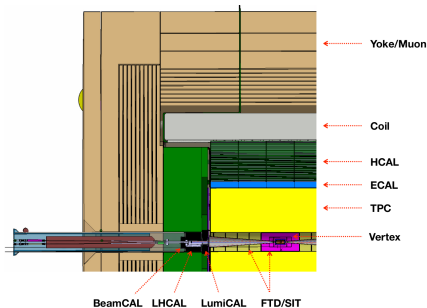 Yoke/Muon
Coil
HCAL
ECAL
TPC
Vertex
BeamCAL LHCAL LumiCAL FTD/SIT